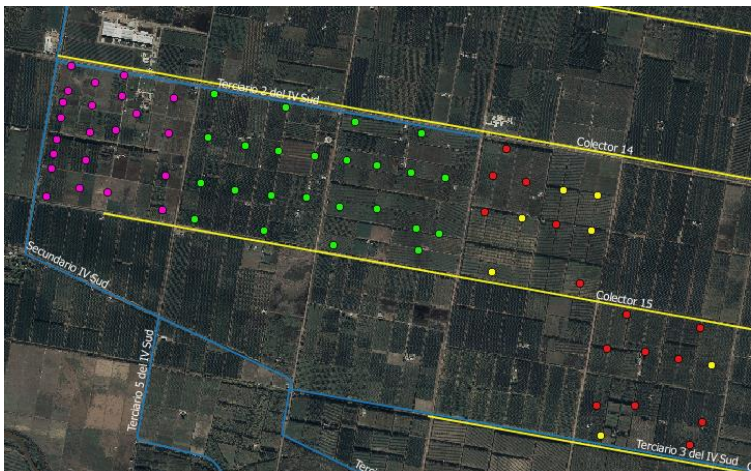 Terciario 2 del IV Sud
Colector 14
Secundario IV Sud
Colector 15
Terciario 5 del IV Sud
Terciario 3 del IV Sud